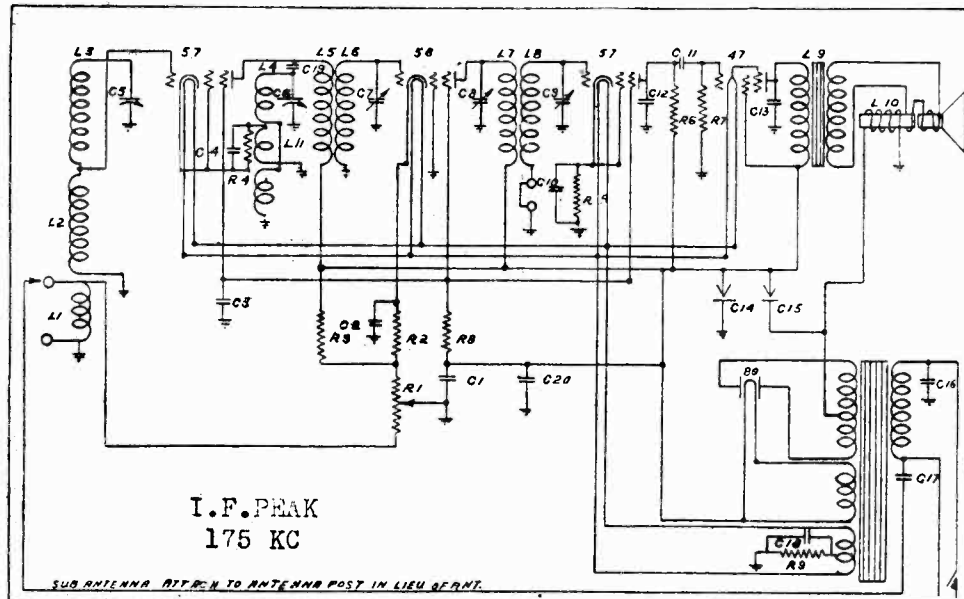 L3 57 L4 C19 L5 L6 58 L7 L8 57 C11 47 L9
C5 C6 C7 C8 C9 C12 R6 R7 C13 L10
C4 R4 L11 C10
L2
L1 C3 C14 C15
R3 C2 R2 R8
R1 C1 C20 80 C16
C17
I.F.PEAK
175 KC
C18
R9
SUB ANTENNA ATTACH TO ANTENNA POST IN LIEU OF ANT.